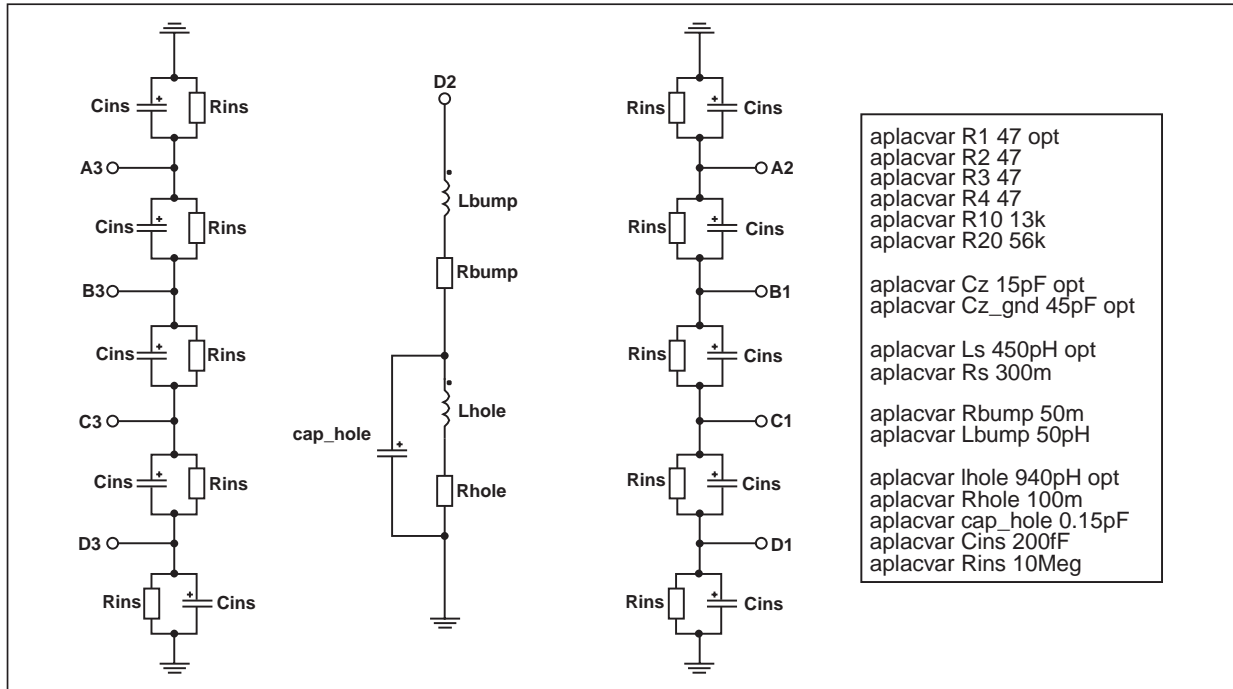 Cins
Rins
A3
Cins
Rins
B3
Cins
Rins
C3
Cins
Rins
D3
Rins
Cins
D2
Lbump
Rbump
Lhole
cap_hole
Rhole
Rins
Cins
A2
Rins
Cins
B1
Rins
Cins
C1
Rins
Cins
D1
Rins
Cins
aplacvar R1 47 opt
aplacvar R2 47
aplacvar R3 47
aplacvar R4 47
aplacvar R10 13k
aplacvar R20 56k
aplacvar Cz 15pF opt
aplacvar Cz_gnd 45pF opt
aplacvar Ls 450pH opt
aplacvar Rs 300m
aplacvar Rbump 50m
aplacvar Lbump 50pH
aplacvar lhole 940pH opt
aplacvar Rhole 100m
aplacvar cap_hole 0.15pF
aplacvar Cins 200fF
aplacvar Rins 10Meg